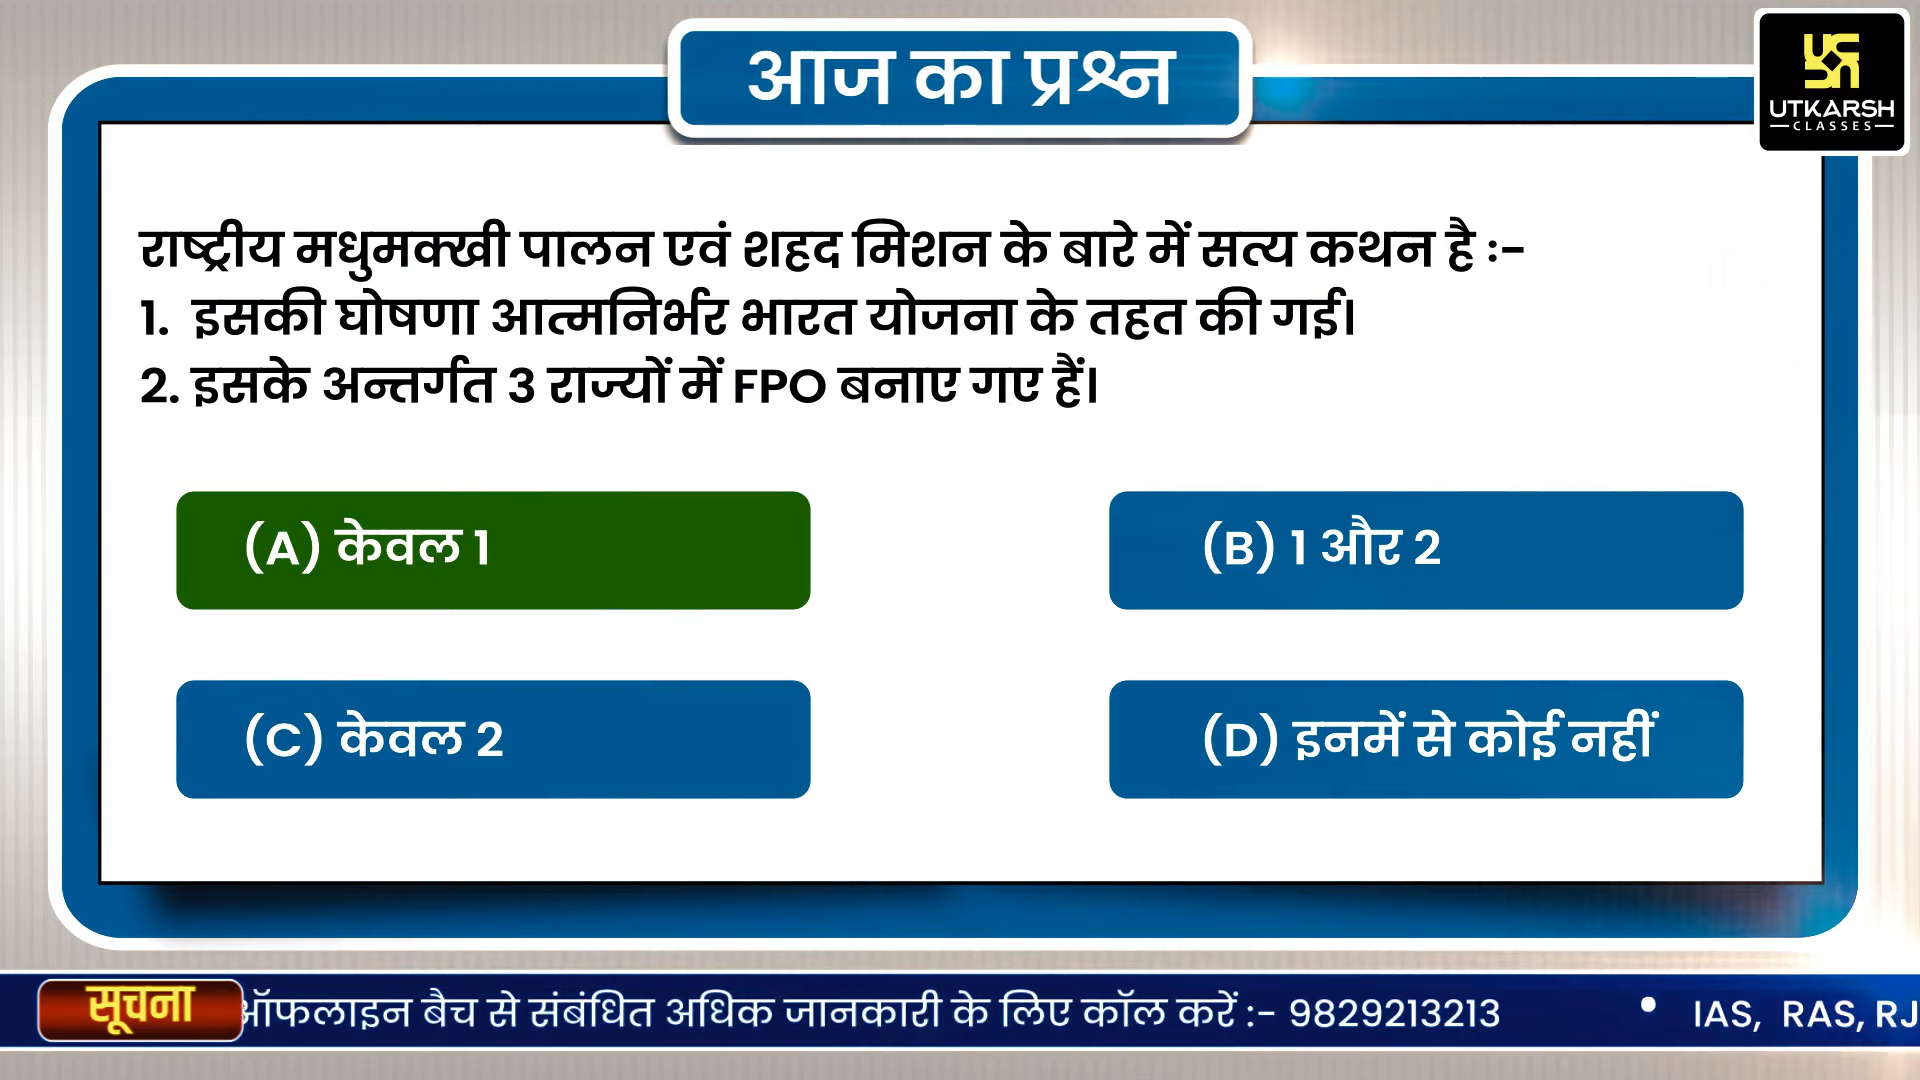 आज का प्रश्न
UTKARSH
CLASSES
राष्ट्रीय मधुमक्खी पालन एवं शहद मिशन के बारे में सत्य कथन है :-
1. इसकी घोषणा आत्मनिर्भर भारत योजना के तहत की गई।
2. इसके अन्तर्गत 3 राज्यों में FPO बनाए गए हैं।
(A) केवल 1
(B) 1 और 2
(C) केवल 2
(D) इनमें से कोई नहीं
सूचना ऑफलाइन बैच से संबंधित अधिक जानकारी के लिए कॉल करें :- 9829213213 • IAS, RAS, RJ